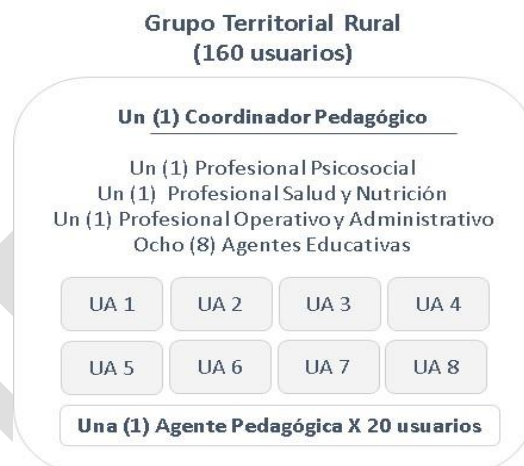 Grupo Territorial Rural
(160 usuarios)
Un (1) Coordinador Pedagógico
Un (1) Profesional Psicosocial
Un (1) Profesional Salud y Nutrición
Un (1) Profesional Operativo y Administrativo
Ocho (8) Agentes Educativas
UA 1 UA 2 UA 3 UA 4
UA 5 UA 6 UA 7 UA 8
Una (1) Agente Pedagógica X 20 usuarios